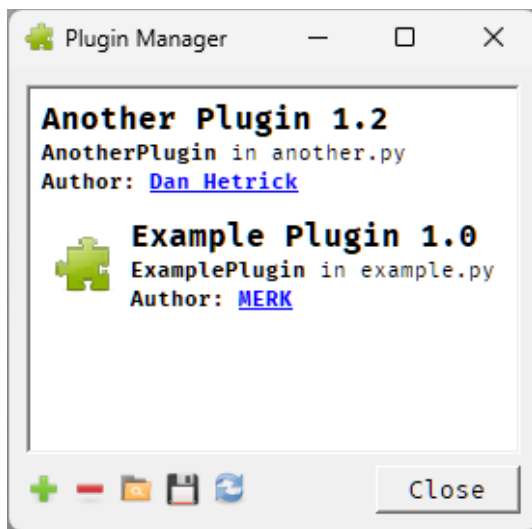 Plugin Manager
Another Plugin 1.2
AnotherPlugin in another.py
Author: Dan Hetrick
Example Plugin 1.0
ExamplePlugin in example.py
Author: MERK
Close